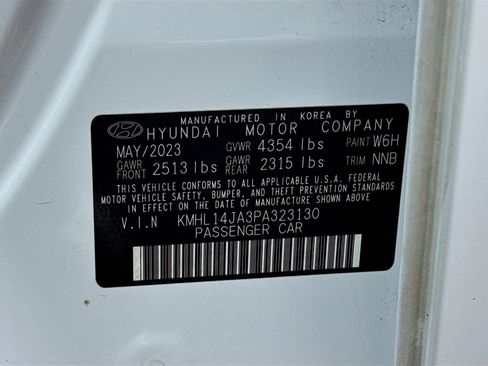 MANUFACTURED IN KOREA BY
HYUNDAI MOTOR COMPANY
MAY/2023 GVWR 4354 lbs PAINT W6H
GAWR FRONT 2513 lbs GAWR REAR 2315 lbs TRIM NNB
THIS VEHICLE CONFORMS TO ALL APPLICABLE U.S.A. FEDERAL
MOTOR VEHICLE SAFETY, BUMPER, AND THEFT PREVENTION STANDARDS
IN EFFECT ON THE DATE OF MANUFACTURE SHOWN ABOVE.
V.I.N KMHL14JA3PA323130
PASSENGER CAR